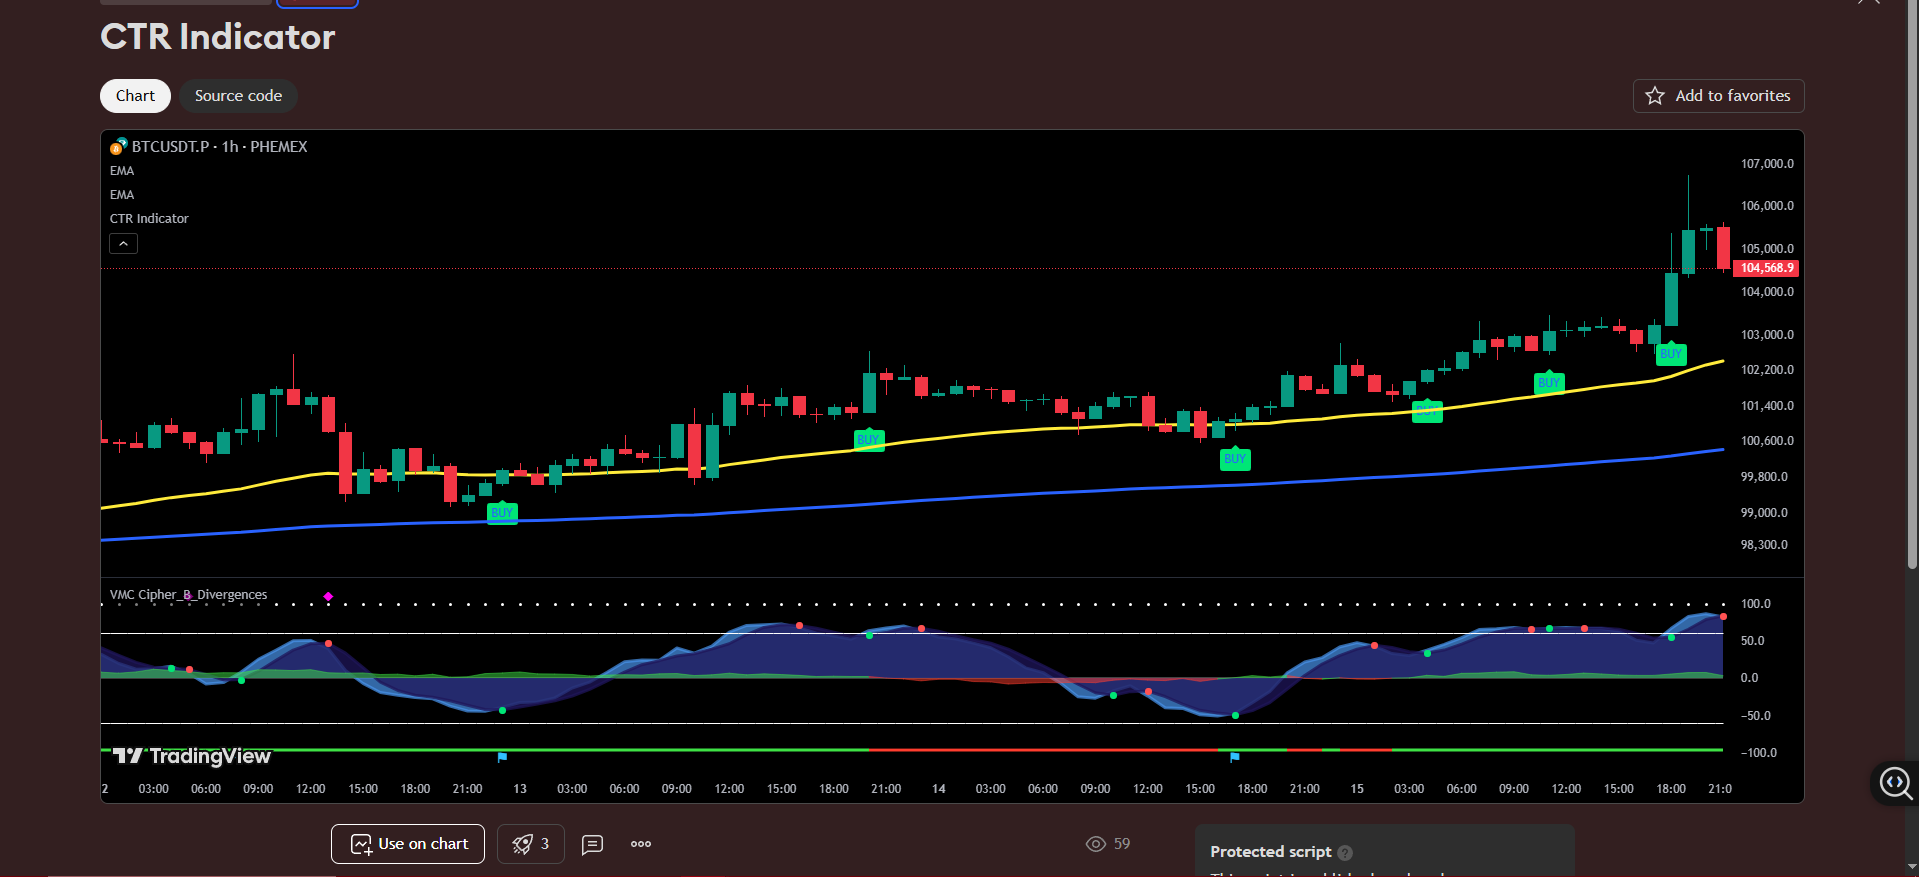 CTR Indicator
Chart
Source code
Add to favorites
BTCUSDT.P · 1h · PHEMEX
EMA
EMA
CTR Indicator
107,000.0
106,000.0
105,000.0
104,568.9
104,000.0
103,000.0
102,200.0
101,400.0
100,600.0
99,800.0
99,000.0
98,300.0
BUY
BUY
BUY
BUY
BUY
BUY
VMC Cipher_B_Divergences
100.0
50.0
0.0
−50.0
−100.0
TradingView
2 03:00 06:00 09:00 12:00 15:00 18:00 21:00 13 03:00 06:00 09:00 12:00 15:00 18:00 21:00 14 03:00 06:00 09:00 12:00 15:00 18:00 21:00 15 03:00 06:00 09:00 12:00 15:00 18:00 21:0
Use on chart
3
59
Protected script